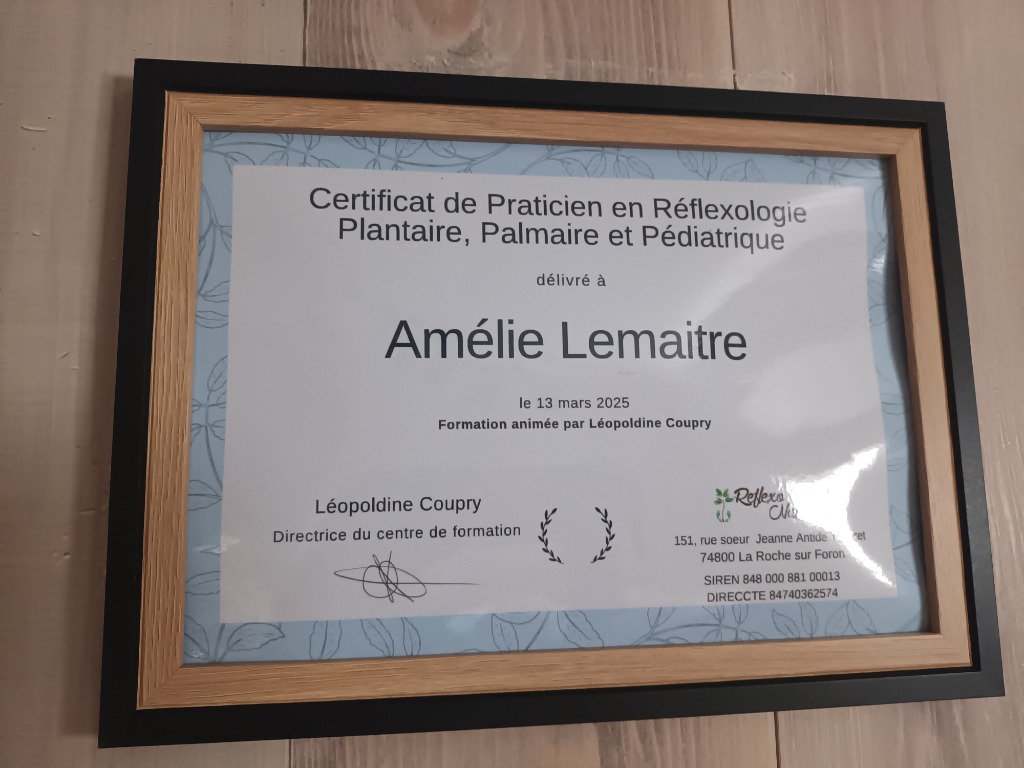 Certificat de Praticien en Réflexologie
Plantaire, Palmaire et Pédiatrique
délivré à
Amélie Lemaitre
le 13 mars 2025
Formation animée par Léopoldine Coupry
Léopoldine Coupry
Directrice du centre de formation
Reflexo
151, rue soeur Jeanne Antide
74800 La Roche sur Foron
SIREN 848 000 881 00013
DIRECCTE 84740362574